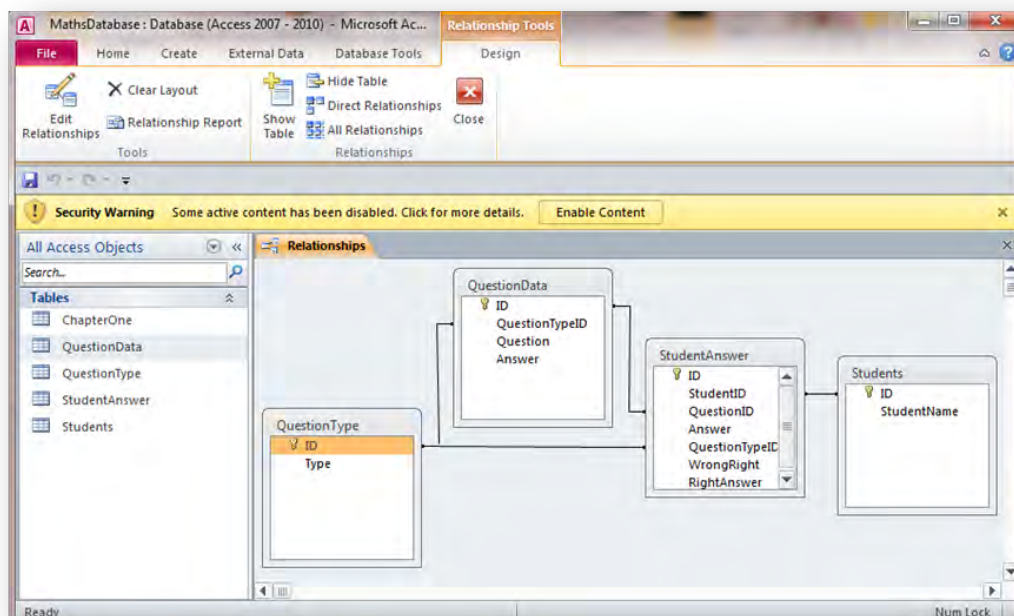 MathsDatabase : Database (Access 2007 - 2010) - Microsoft Ac...
Relationship Tools
File
Home
Create
External Data
Database Tools
Design
Edit
Relationships
Clear Layout
Relationship Report
Tools
Show
Table
Hide Table
Direct Relationships
All Relationships
Relationships
Close
Security Warning Some active content has been disabled. Click for more details. Enable Content
All Access Objects
Search...
Tables
ChapterOne
QuestionData
QuestionType
StudentAnswer
Students
Relationships
QuestionData
ID
QuestionTypeID
Question
Answer
QuestionType
ID
Type
StudentAnswer
ID
StudentID
QuestionID
Answer
QuestionTypeID
WrongRight
RightAnswer
Students
ID
StudentName
Ready
Num Lock